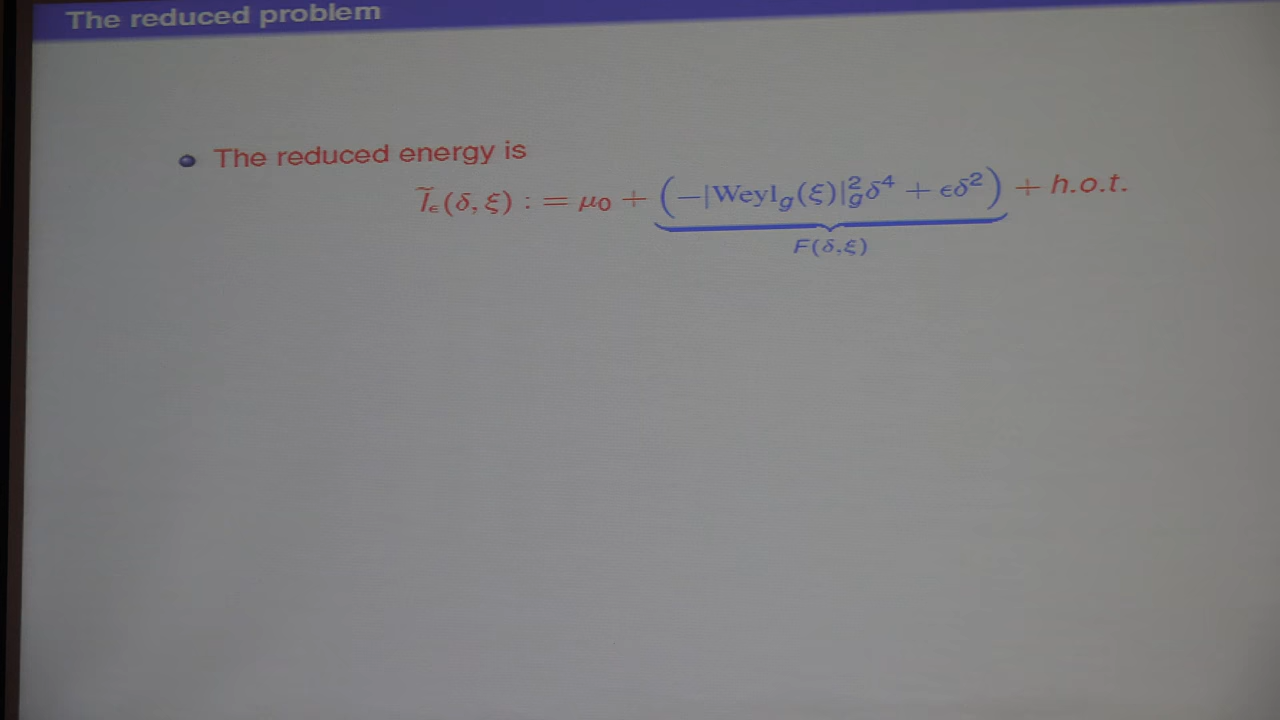 The reduced problem
The reduced energy is
Ĩ_ϵ(δ, ξ) := μ₀ + (−|Weyl_g(ξ)|²_g δ⁴ + ϵδ²) + h.o.t.
F(δ,ξ)